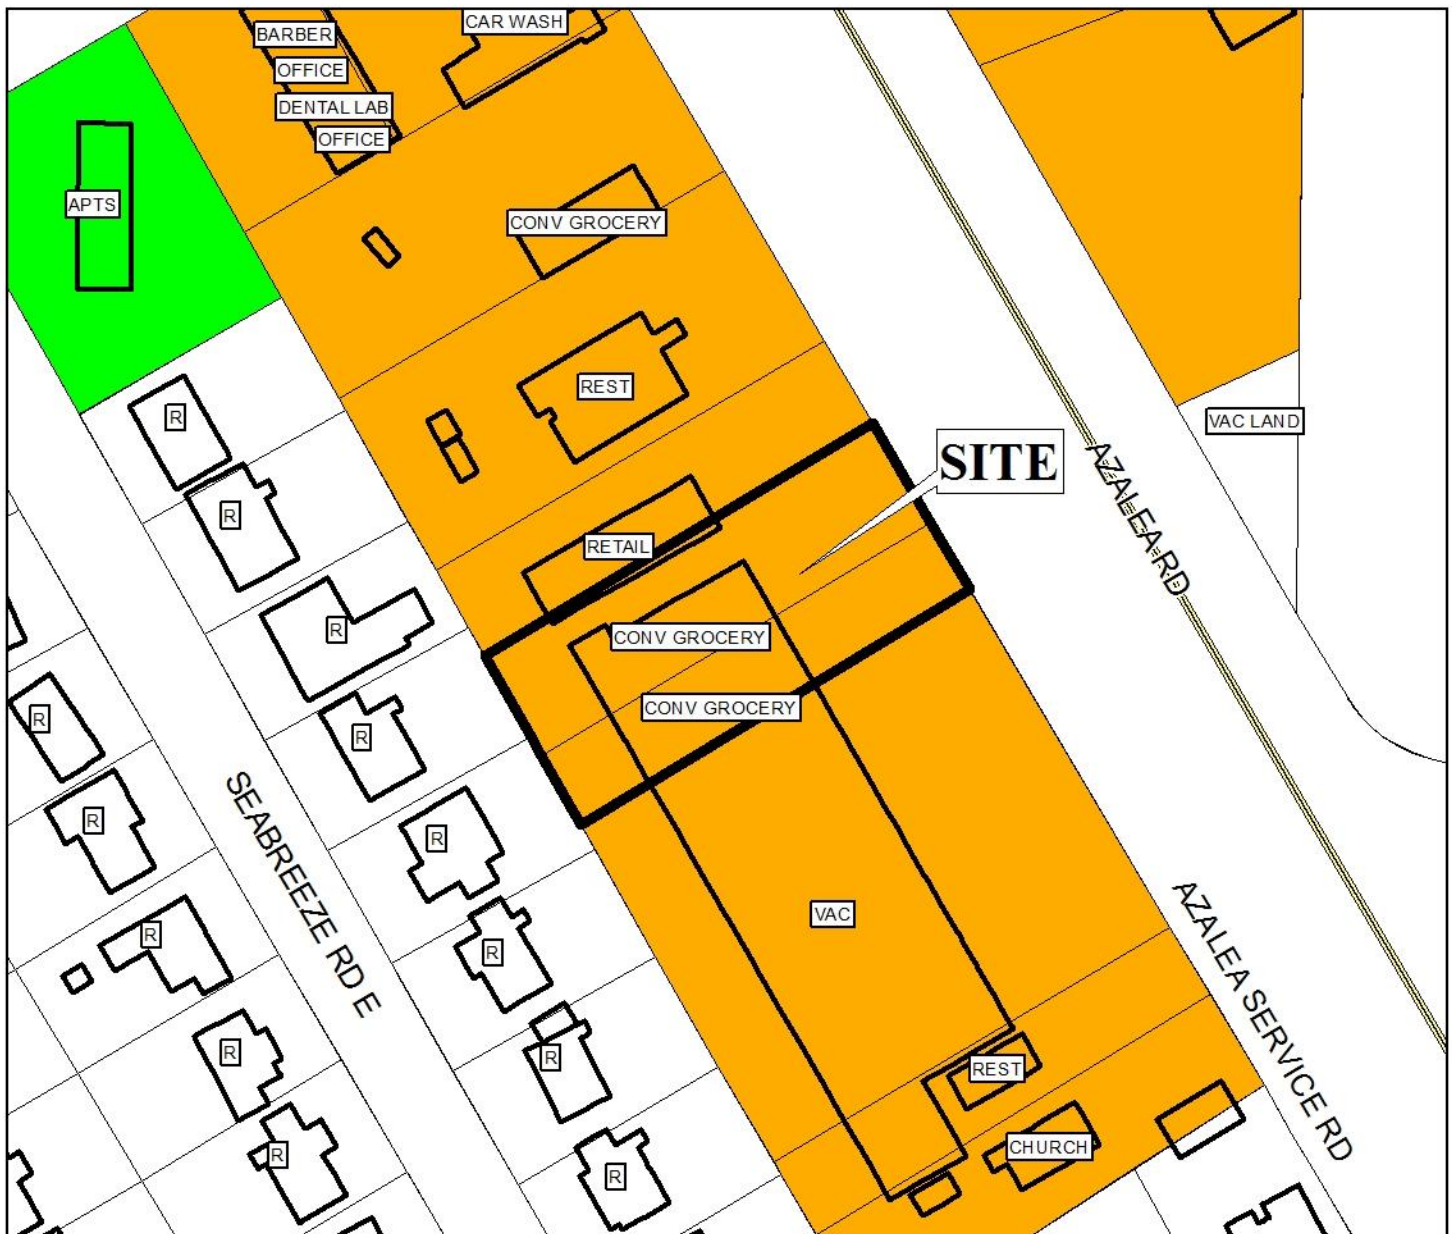 CAR WASH
BARBER
OFFICE
DENTAL LAB
OFFICE
APTS
CONV GROCERY
REST
R
VAC LAND
SITE
AZALEA RD
R
RETAIL
R
CONV GROCERY
CONV GROCERY
R
R
SEABREEZE RD E
R
R
VAC
R
R
AZALEA SERVICE RD
R
R
REST
R
CHURCH
R